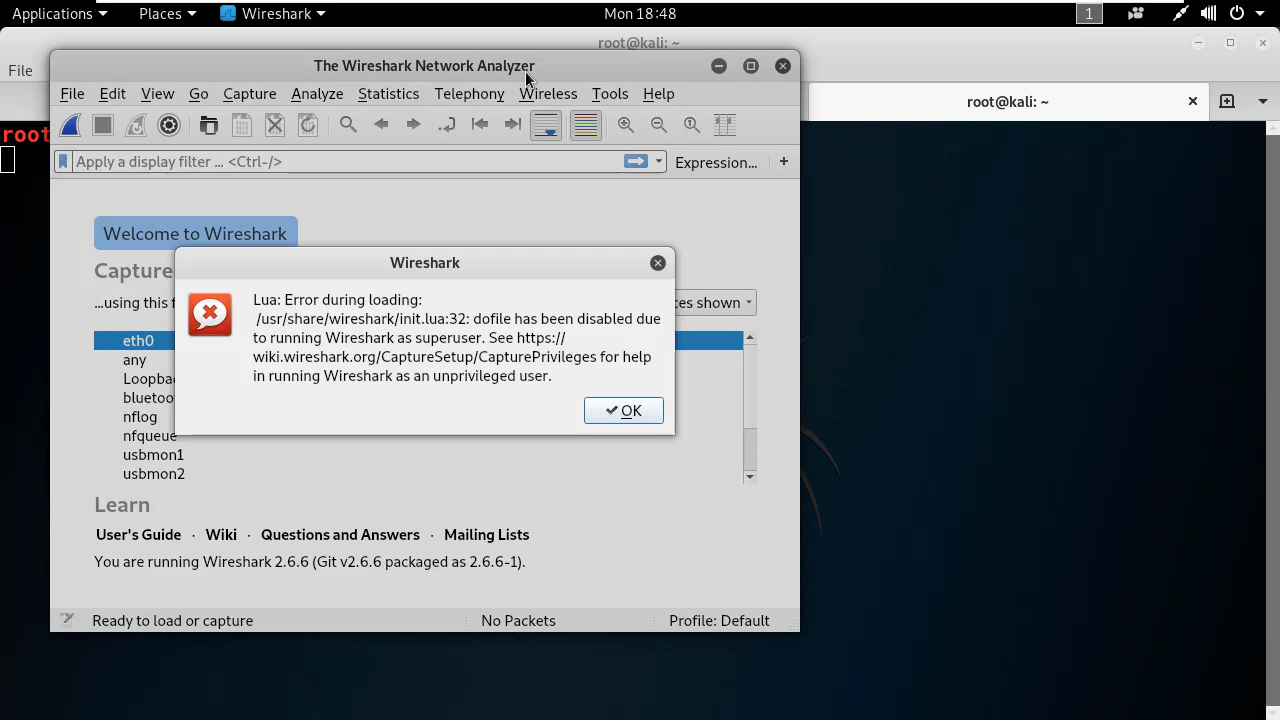 Applications Places Wireshark Mon 18:48 1
root@kali: ~
File
The Wireshark Network Analyzer
root@kali: ~
File Edit View Go Capture Analyze Statistics Telephony Wireless Tools Help
root
Apply a display filter ... <Ctrl-/> Expression... +
Welcome to Wireshark
Wireshark
Capture
Lua: Error during loading:
...using this f
ces shown
/usr/share/wireshark/init.lua:32: dofile has been disabled due
to running Wireshark as superuser. See https://
wiki.wireshark.org/CaptureSetup/CapturePrivileges for help
in running Wireshark as an unprivileged user.
OK
eth0
any
Loopba
blueto
nflog
nfqueue
usbmon1
usbmon2
Learn
User's Guide · Wiki · Questions and Answers · Mailing Lists
You are running Wireshark 2.6.6 (Git v2.6.6 packaged as 2.6.6-1).
Ready to load or capture No Packets Profile: Default